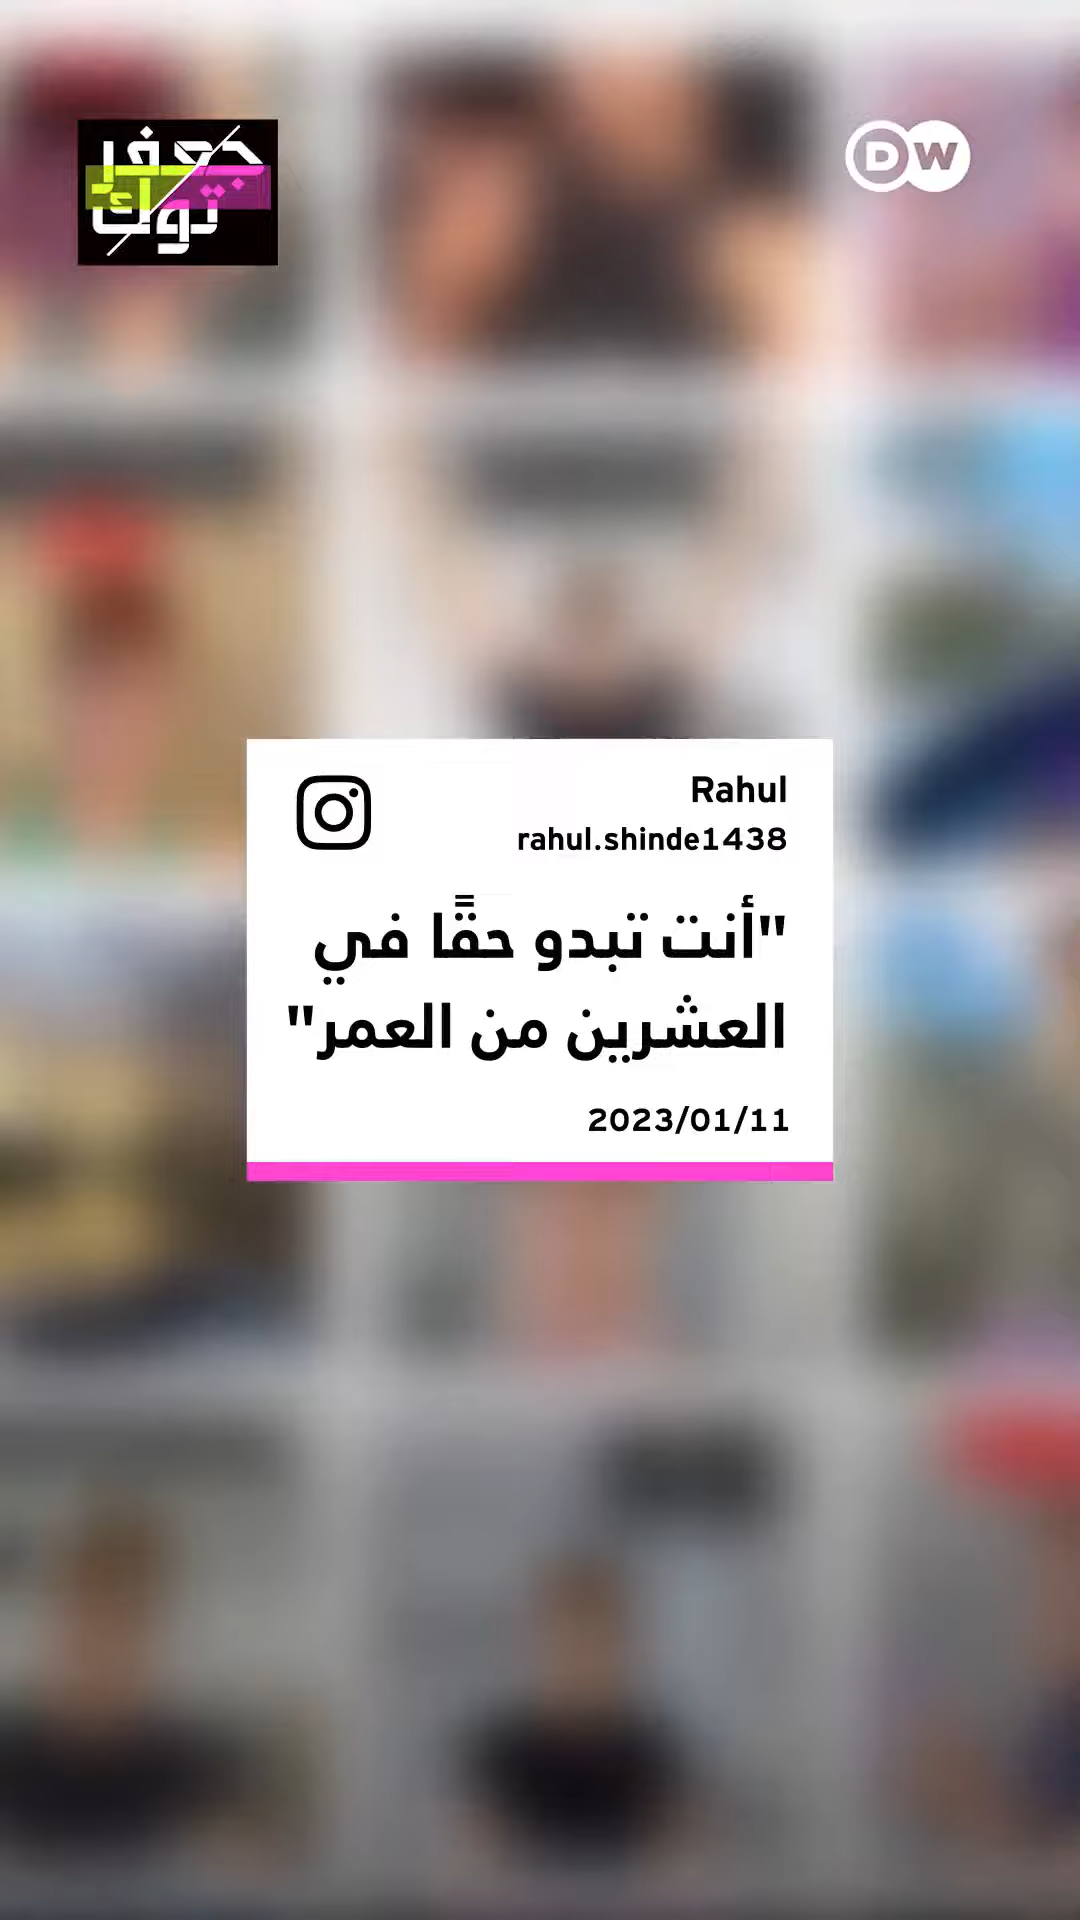 جعفر
توك
DW
Rahul
rahul.shinde1438
"أنت تبدو حقًا في
العشرين من العمر"
2023/01/11